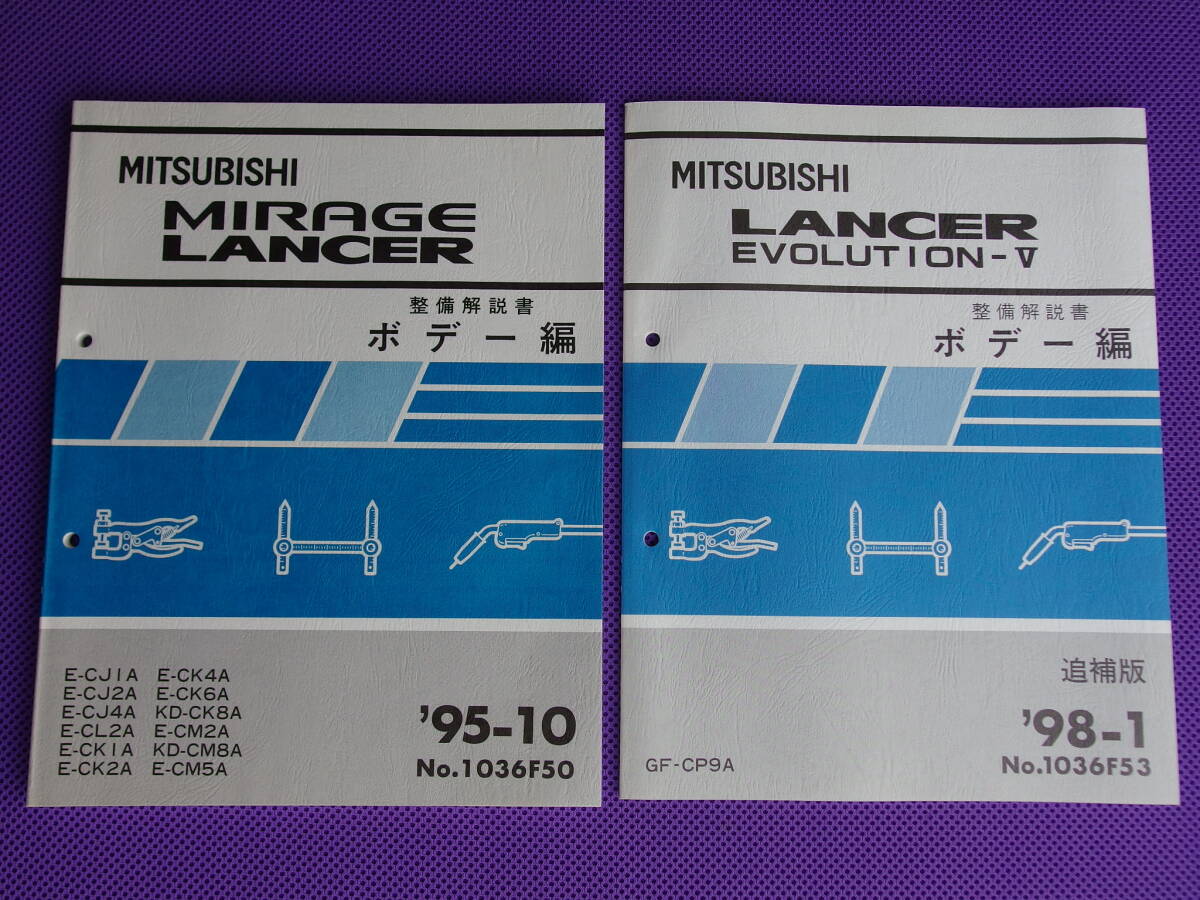 MITSUBISHI
MIRAGE
LANCER
整備解説書
ボデー編
E-CJ1A E-CK4A
E-CJ2A E-CK6A
E-CJ4A KD-CK8A
E-CL2A E-CM2A
E-CK1A KD-CM8A
E-CK2A E-CM5A
'95-10
No.1036F50
MITSUBISHI
LANCER
EVOLUTION-V
整備解説書
ボデー編
追補版
'98-1
GF-CP9A
No.1036F53